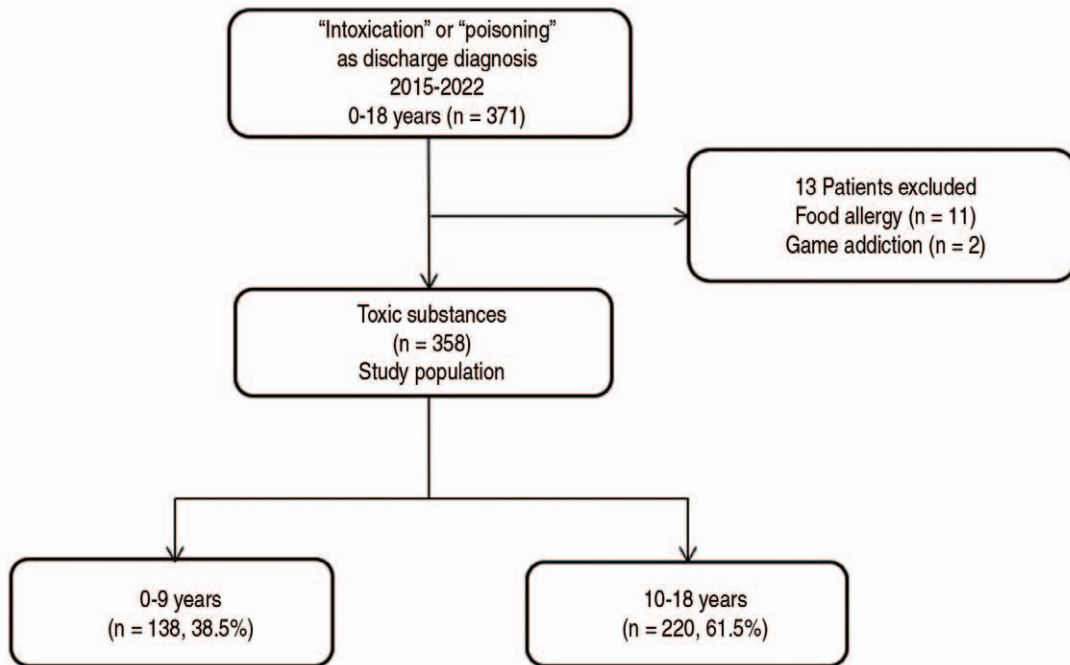 “Intoxication” or “poisoning”
as discharge diagnosis
2015-2022
0-18 years (n = 371)
13 Patients excluded
Food allergy (n = 11)
Game addiction (n = 2)
Toxic substances
(n = 358)
Study population
0-9 years
(n = 138, 38.5%)
10-18 years
(n = 220, 61.5%)